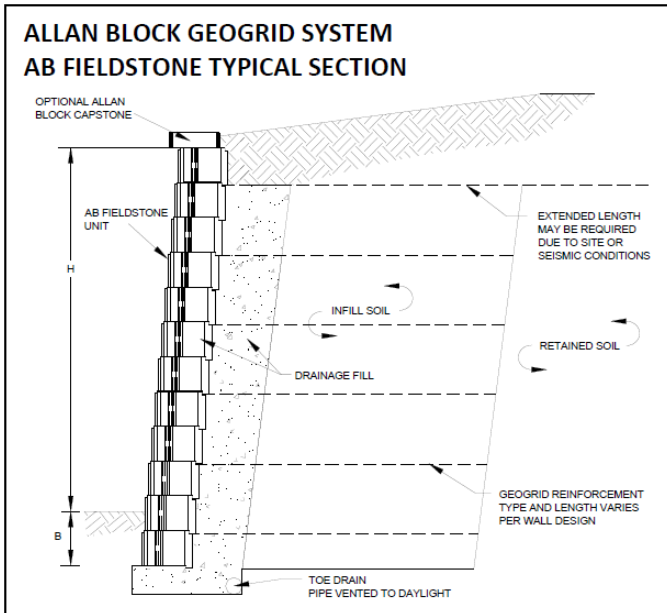 ALLAN BLOCK GEOGRID SYSTEM
AB FIELDSTONE TYPICAL SECTION
OPTIONAL ALLAN
BLOCK CAPSTONE
AB FIELDSTONE
UNIT
H
EXTENDED LENGTH
MAY BE REQUIRED
DUE TO SITE OR
SEISMIC CONDITIONS
INFILL SOIL
RETAINED SOIL
DRAINAGE FILL
GEOGRID REINFORCEMENT
TYPE AND LENGTH VARIES
PER WALL DESIGN
B
TOE DRAIN
PIPE VENTED TO DAYLIGHT